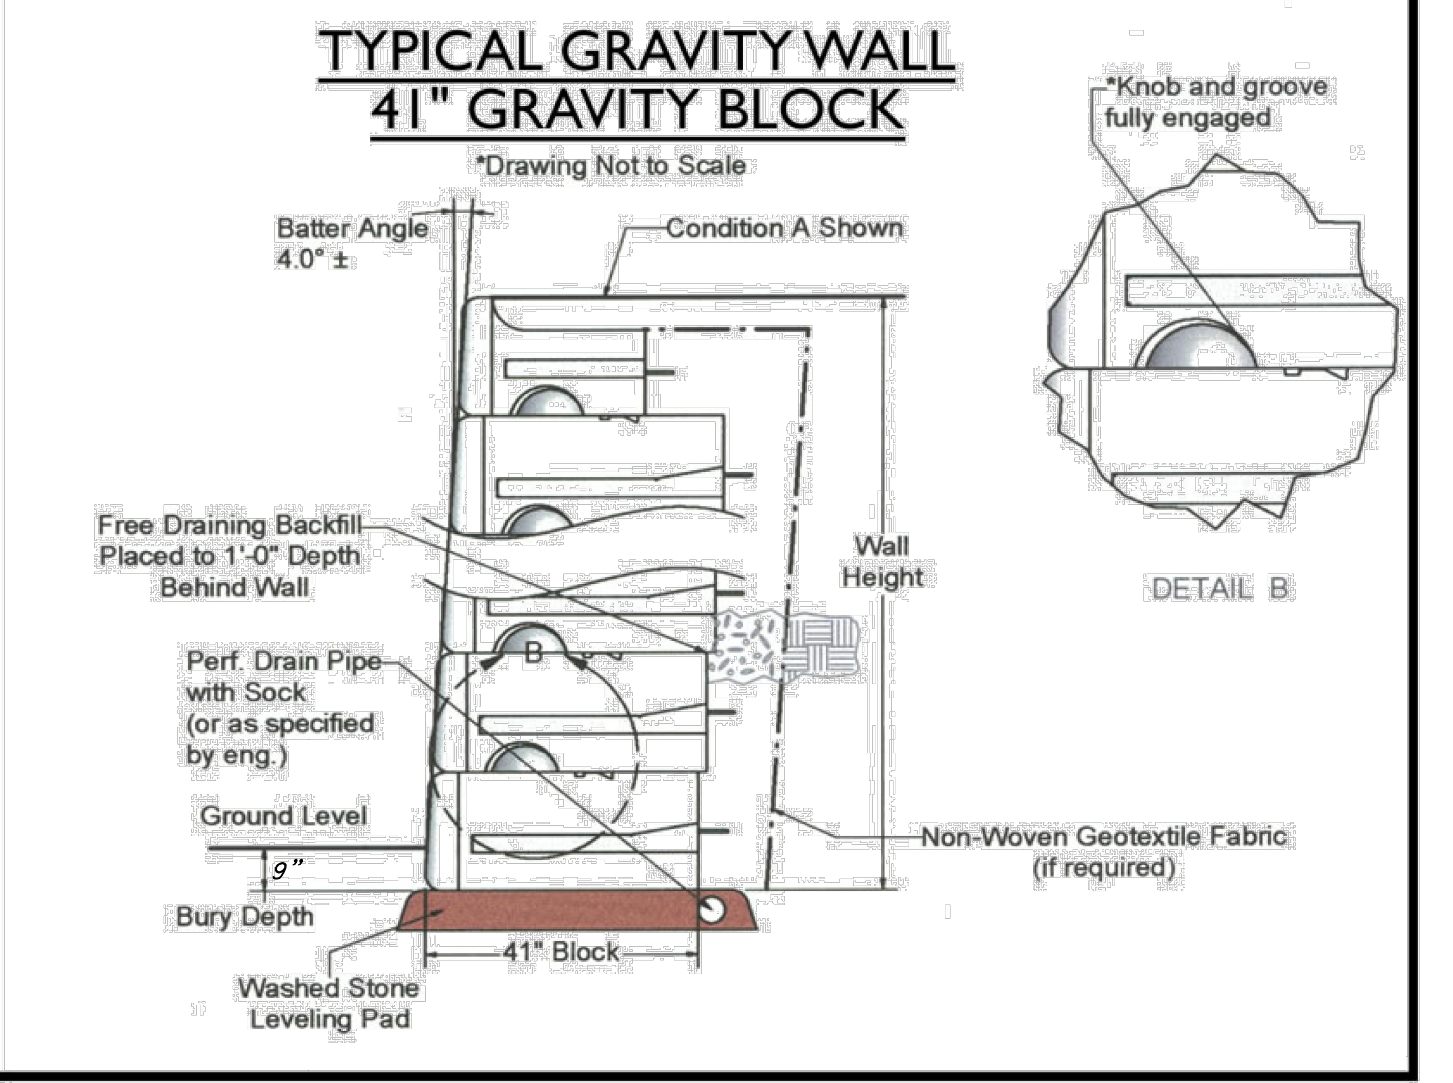 TYPICAL GRAVITY WALL
41" GRAVITY BLOCK
*Drawing Not to Scale
*Knob and groove
fully engaged
Batter Angle
4.0° ±
Condition A Shown
Free Draining Backfill
Placed to 1'-0" Depth
Behind Wall
Wall
Height
DETAIL B
B
Perf. Drain Pipe
with Sock
(or as specified
by eng.)
Ground Level
9”
Bury Depth
Non-Woven Geotextile Fabric
(if required)
41" Block
Washed Stone
Leveling Pad